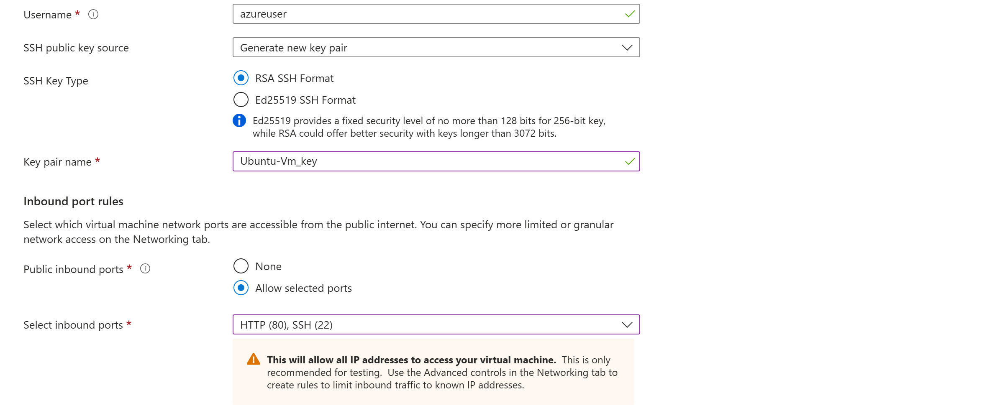 Username *
azureuser
SSH public key source
Generate new key pair
SSH Key Type
RSA SSH Format
Ed25519 SSH Format
Ed25519 provides a fixed security level of no more than 128 bits for 256-bit key,
while RSA could offer better security with keys longer than 3072 bits.
Key pair name *
Ubuntu-Vm_key
Inbound port rules
Select which virtual machine network ports are accessible from the public internet. You can specify more limited or granular
network access on the Networking tab.
Public inbound ports *
None
Allow selected ports
Select inbound ports *
HTTP (80), SSH (22)
This will allow all IP addresses to access your virtual machine. This is only
recommended for testing. Use the Advanced controls in the Networking tab to
create rules to limit inbound traffic to known IP addresses.